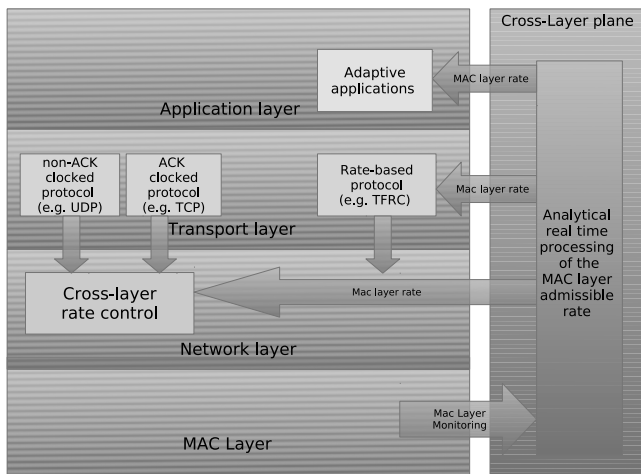 Cross-Layer plane
Adaptive
applications
MAC layer rate
Application layer
non-ACK
clocked
protocol
(e.g. UDP)
ACK
clocked
protocol
(e.g. TCP)
Rate-based
protocol
(e.g. TFRC)
Mac layer rate
Transport layer
Analytical
real time
processing
of the
MAC layer
admissible
rate
Cross-layer
rate control
Mac layer rate
Network layer
Mac Layer
Monitoring
MAC Layer